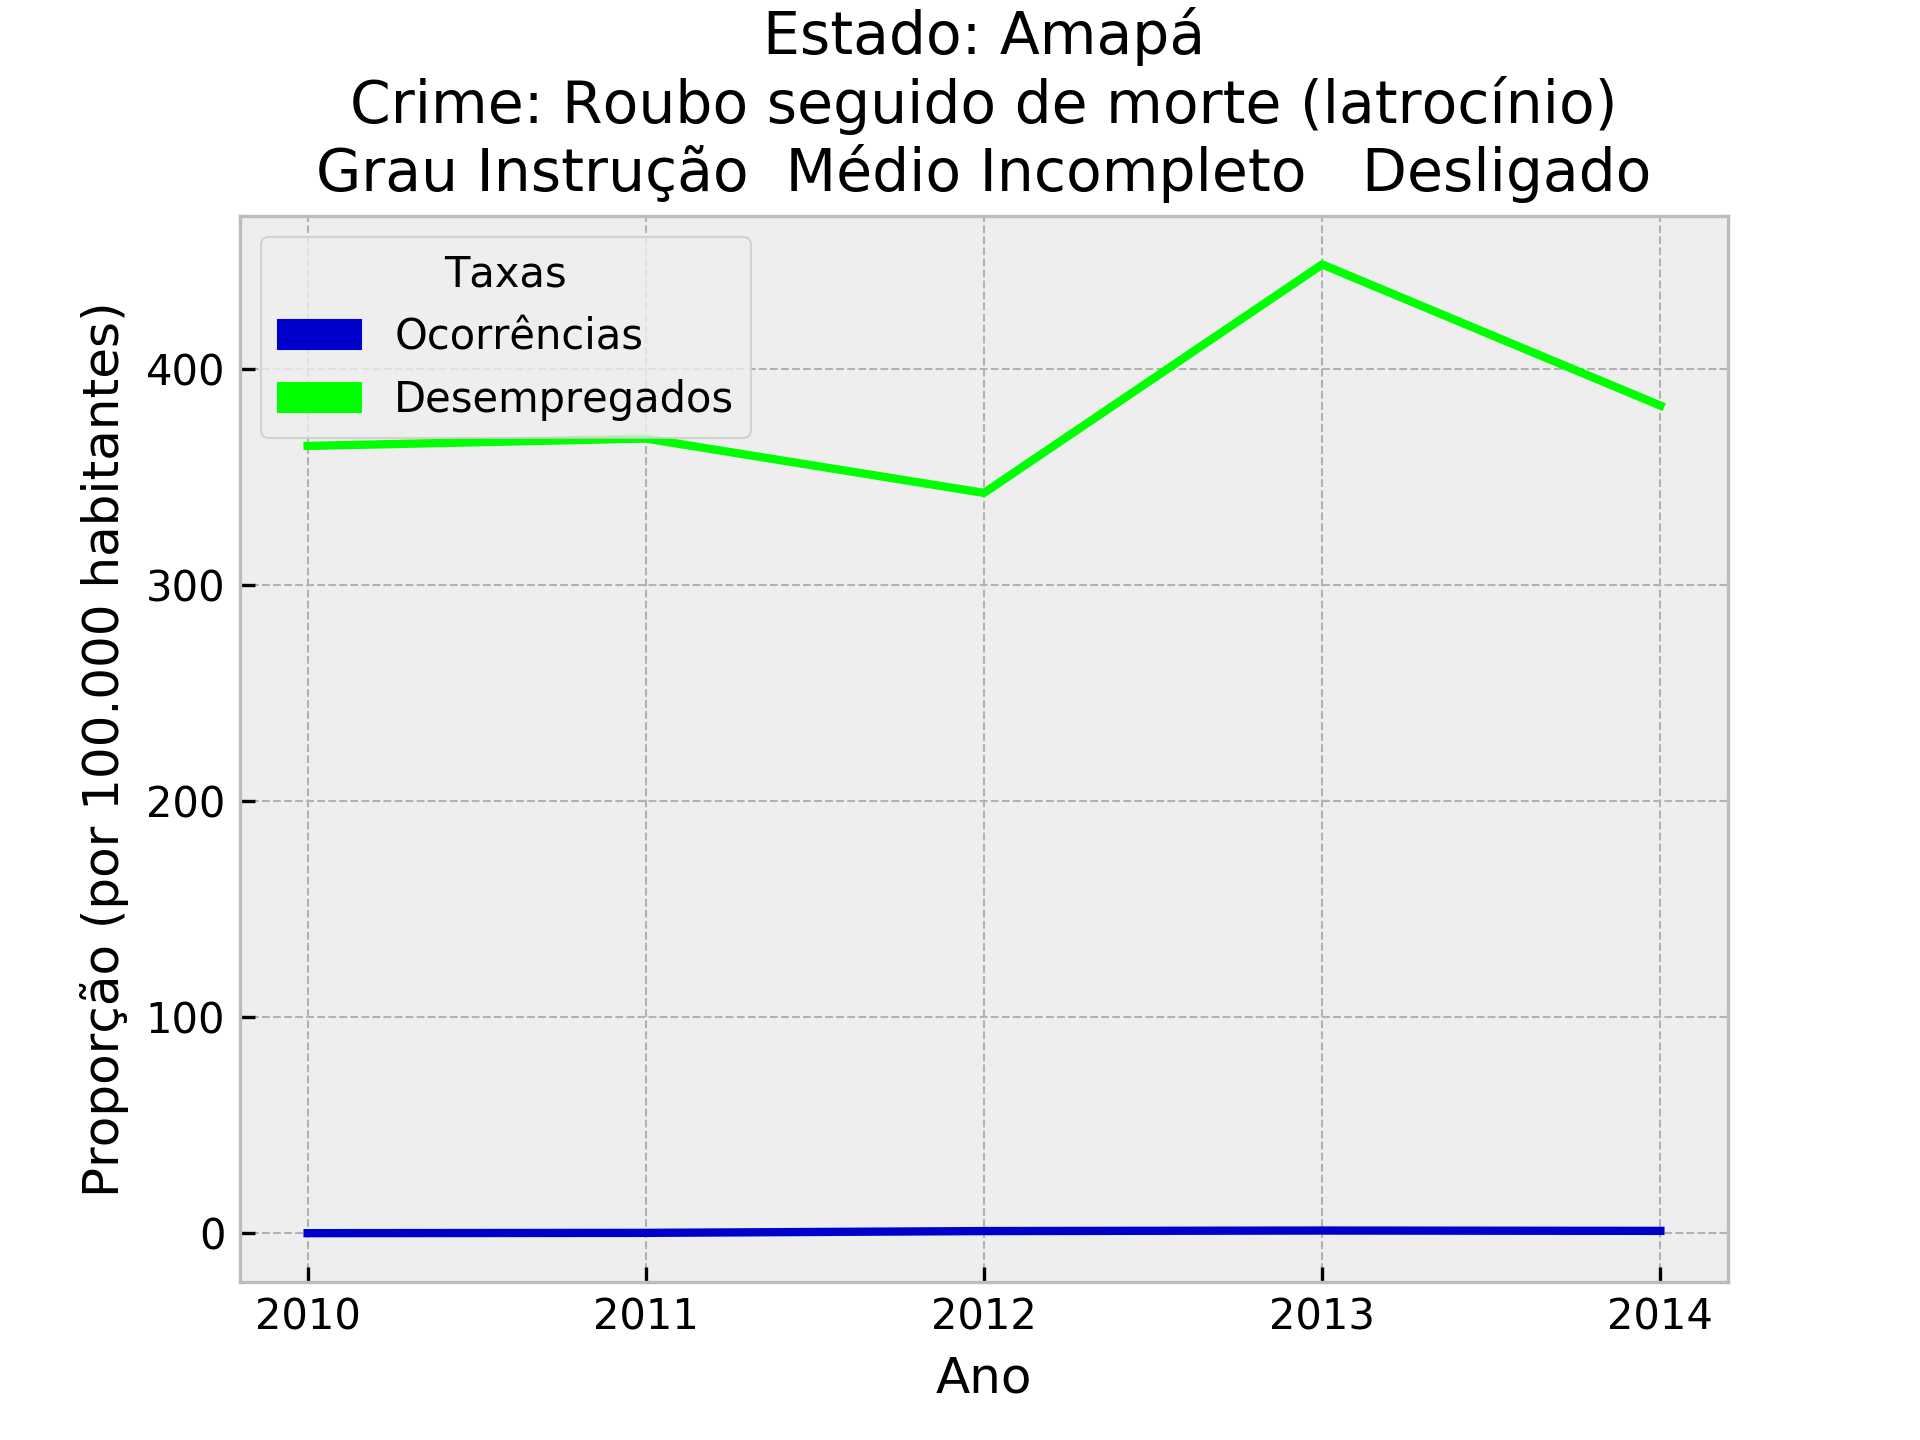 Estado: Amapá
Crime: Roubo seguido de morte (latrocínio)
Grau Instrução  Médio Incompleto   Desligado
Taxas
Ocorrências
Desempregados
Proporção (por 100.000 habitantes)
400
300
200
100
0
2010
2011
2012
2013
2014
Ano